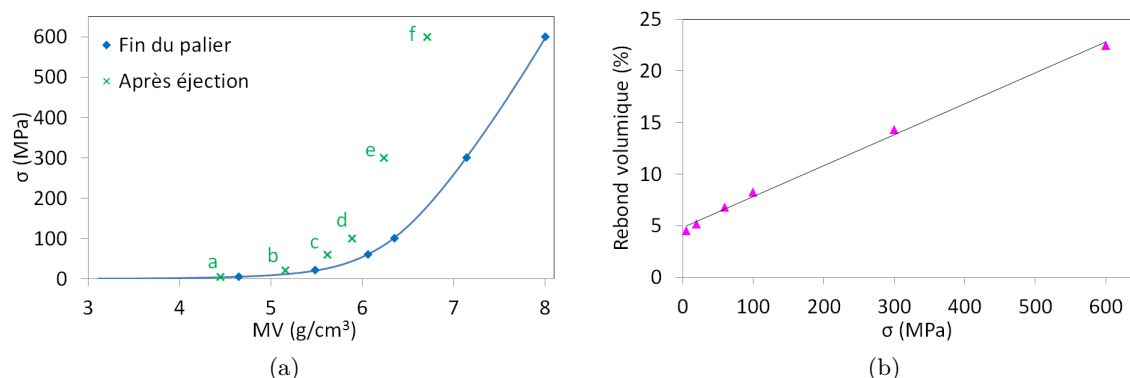 600
500
400
300
200
100
0
σ (MPa)
Fin du palier
Après éjection
a
b
c
d
e
f
3 4 5 6 7 8
MV (g/cm³)
(a)
25
20
15
10
5
0
Rebond volumique (%)
0 100 200 300 400 500 600
σ (MPa)
(b)